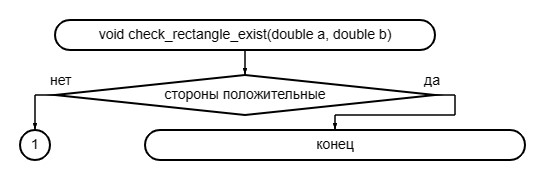 void check_rectangle_exist(double a, double b)
нет
да
стороны положительные
1
конец